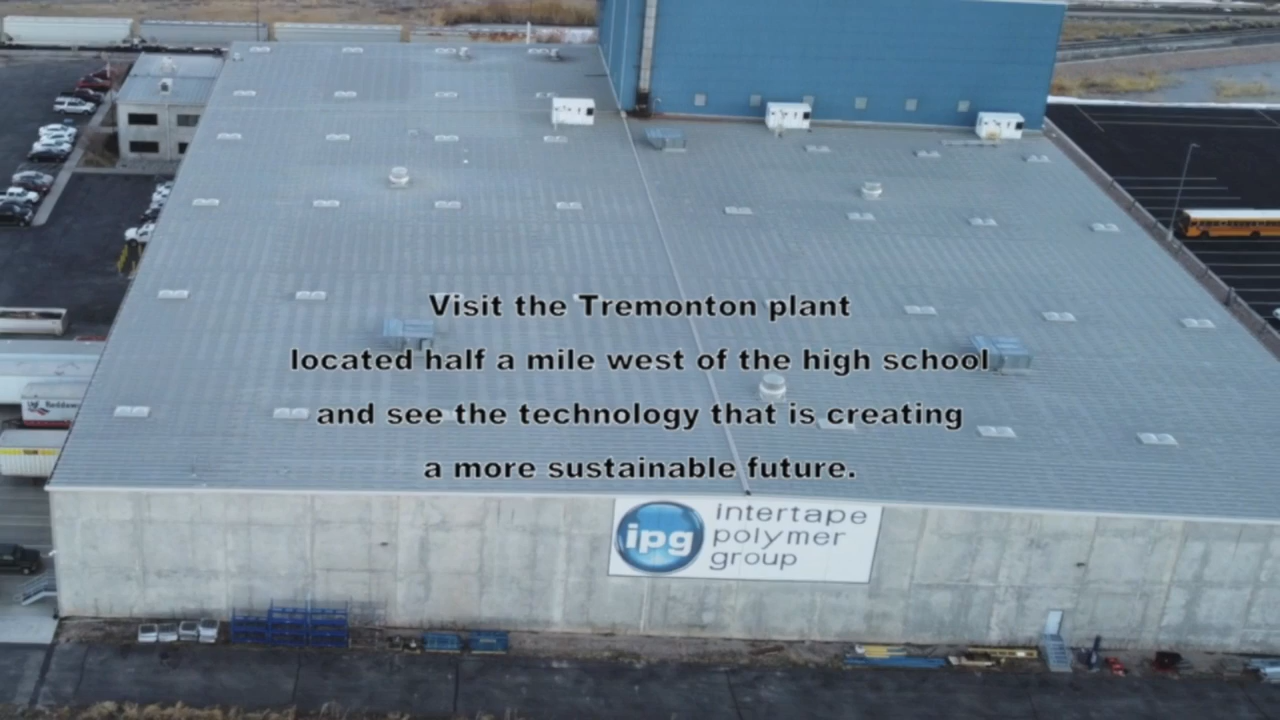 Visit the Tremonton plant
located half a mile west of the high school
and see the technology that is creating
a more sustainable future.
ipg
intertape
polymer
group